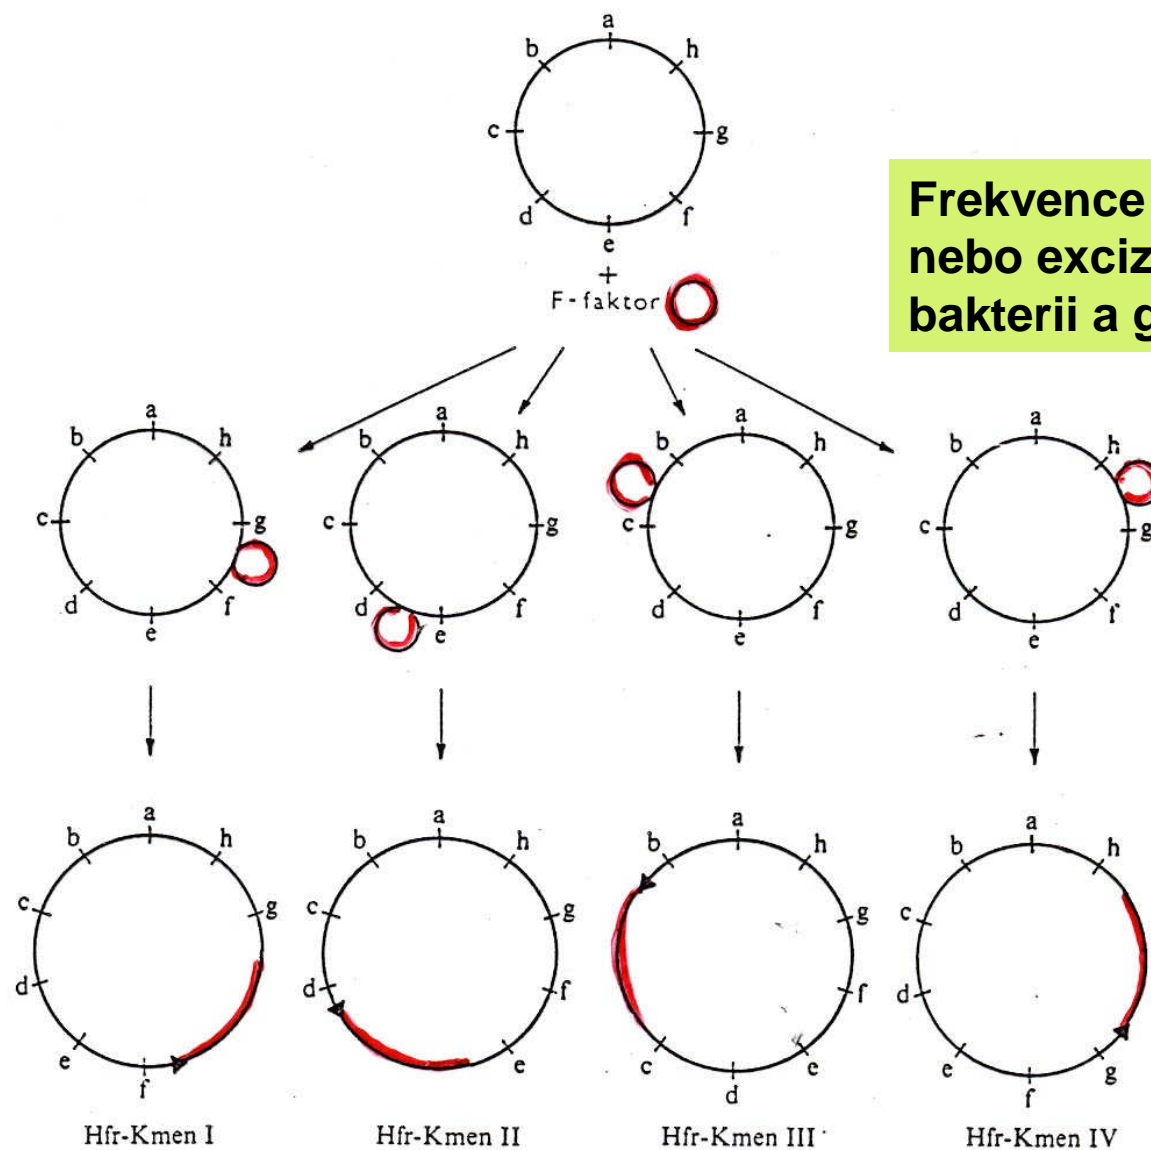 a
b h
c g
d f
e
+
F-faktor
Frekvence
nebo exciz
bakterii a g
a
b h
c g
d f
e
a
b h
c g
d f
e
a
b h
c g
d f
e
a
b h
c g
d f
e
a
b h
c g
d
e
f
Hfr-Kmen I
a
b h
c g
d f
e
Hfr-Kmen II
a
b h
g
f
c e
d
Hfr-Kmen III
a
b h
c
d
e g
f
Hfr-Kmen IV